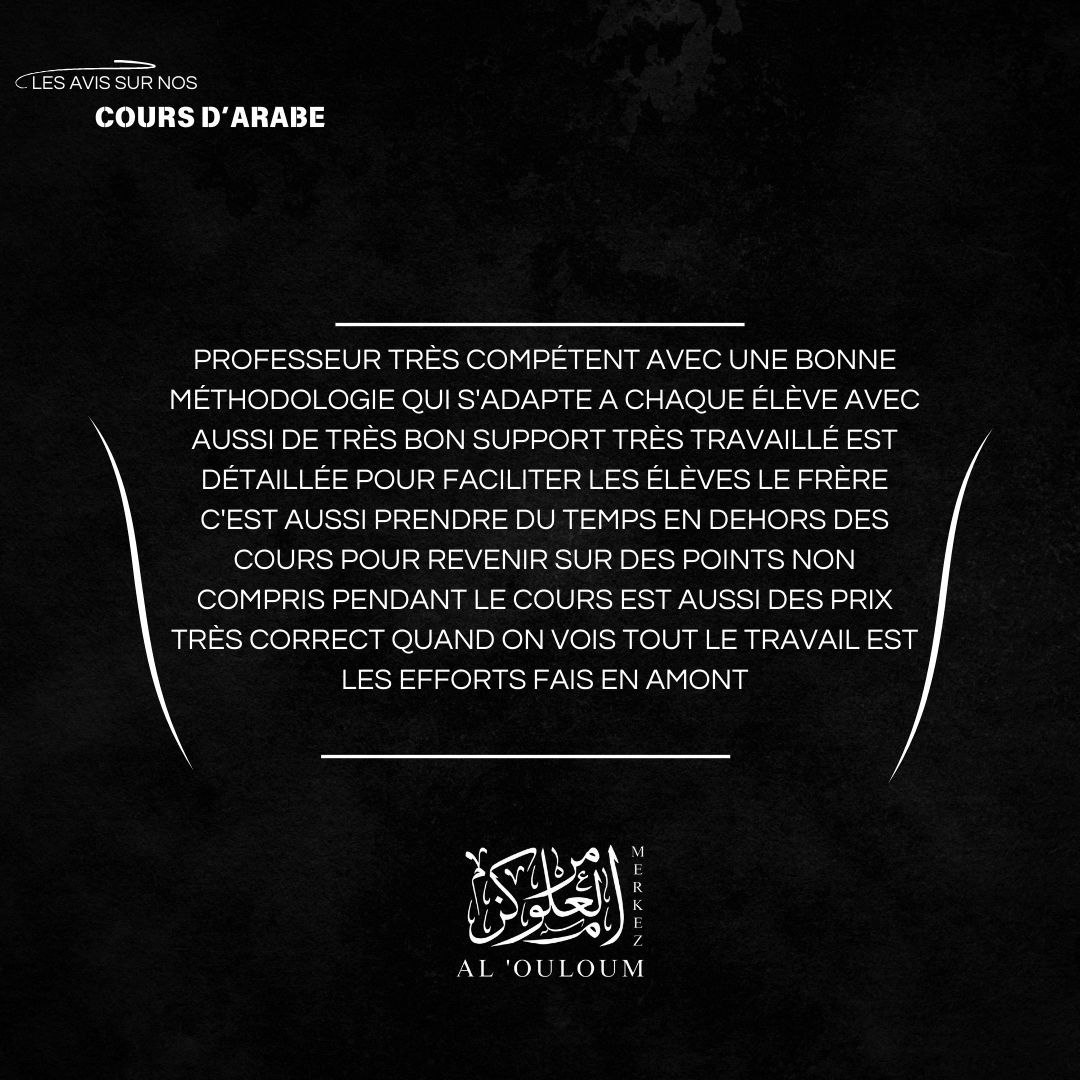 LES AVIS SUR NOS
COURS D'ARABE
PROFESSEUR TRÈS COMPÉTENT AVEC UNE BONNE
MÉTHODOLOGIE QUI S'ADAPTE A CHAQUE ÉLÈVE AVEC
AUSSI DE TRÈS BON SUPPORT TRÈS TRAVAILLÉ EST
DÉTAILLÉE POUR FACILITER LES ÉLÈVES LE FRÈRE
C'EST AUSSI PRENDRE DU TEMPS EN DEHORS DES
COURS POUR REVENIR SUR DES POINTS NON
COMPRIS PENDANT LE COURS EST AUSSI DES PRIX
TRÈS CORRECT QUAND ON VOIS TOUT LE TRAVAIL EST
LES EFFORTS FAIS EN AMONT
مركز العلوم
MERKEZ
AL 'OULOUM